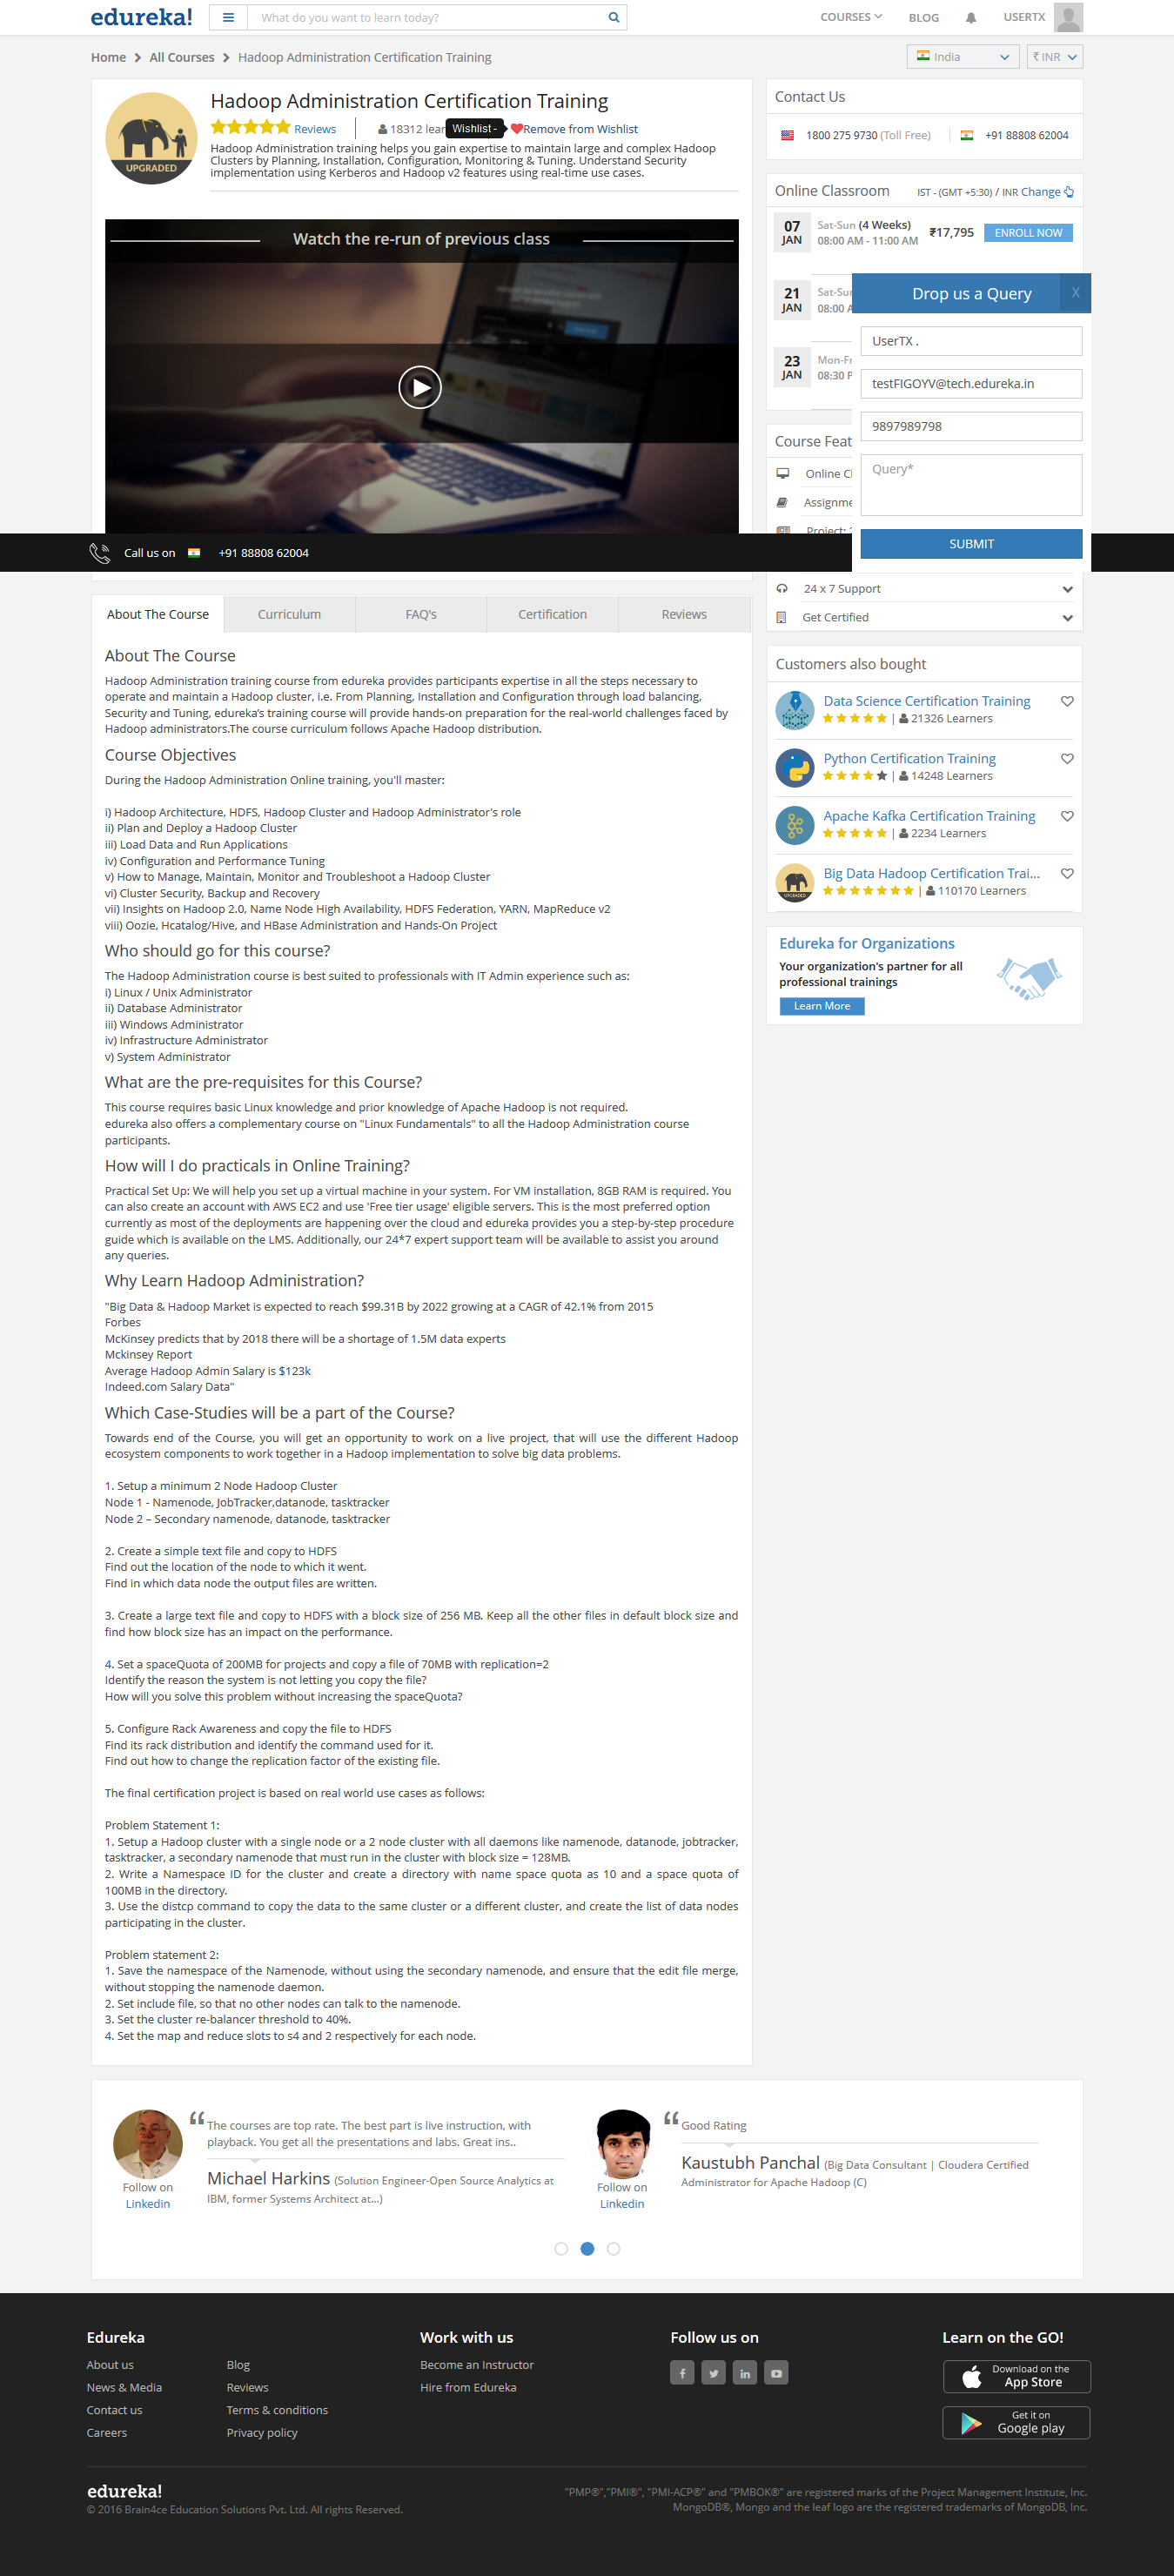 edureka!
What do you want to learn today?
COURSES
BLOG
USERTX
Home
All Courses
Hadoop Administration Certification Training
India
₹ INR
Hadoop Administration Certification Training
Reviews
18312 lear
Wishlist -
Remove from Wishlist
Hadoop Administration training helps you gain expertise to maintain large and complex Hadoop
Clusters by Planning, Installation, Configuration, Monitoring & Tuning. Understand Security
implementation using Kerberos and Hadoop v2 features using real-time use cases.
UPGRADED
Watch the re-run of previous class
Contact Us
1800 275 9730 (Toll Free)
+91 88808 62004
Online Classroom
IST - (GMT +5:30) / INR Change
07
JAN
Sat-Sun (4 Weeks)
08:00 AM - 11:00 AM
₹17,795
ENROLL NOW
21
JAN
Sat-Sun
08:00 A
23
JAN
Mon-Fr
08:30 P
Drop us a Query
X
UserTX .
testFIGOYV@tech.edureka.in
9897989798
Query*
SUBMIT
Course Feat
Online Cl
Assignme
Project:
Call us on
+91 88808 62004
24 x 7 Support
Get Certified
About The Course
Curriculum
FAQ's
Certification
Reviews
About The Course
Hadoop Administration training course from edureka provides participants expertise in all the steps necessary to
operate and maintain a Hadoop cluster, i.e. From Planning, Installation and Configuration through load balancing,
Security and Tuning, edureka's training course will provide hands-on preparation for the real-world challenges faced by
Hadoop administrators.The course curriculum follows Apache Hadoop distribution.
Course Objectives
During the Hadoop Administration Online training, you'll master:
i) Hadoop Architecture, HDFS, Hadoop Cluster and Hadoop Administrator's role
ii) Plan and Deploy a Hadoop Cluster
iii) Load Data and Run Applications
iv) Configuration and Performance Tuning
v) How to Manage, Maintain, Monitor and Troubleshoot a Hadoop Cluster
vi) Cluster Security, Backup and Recovery
vii) Insights on Hadoop 2.0, Name Node High Availability, HDFS Federation, YARN, MapReduce v2
viii) Oozie, Hcatalog/Hive, and HBase Administration and Hands-On Project
Who should go for this course?
The Hadoop Administration course is best suited to professionals with IT Admin experience such as:
i) Linux / Unix Administrator
ii) Database Administrator
iii) Windows Administrator
iv) Infrastructure Administrator
v) System Administrator
What are the pre-requisites for this Course?
This course requires basic Linux knowledge and prior knowledge of Apache Hadoop is not required.
edureka also offers a complementary course on "Linux Fundamentals" to all the Hadoop Administration course
participants.
How will I do practicals in Online Training?
Practical Set Up: We will help you set up a virtual machine in your system. For VM installation, 8GB RAM is required. You
can also create an account with AWS EC2 and use 'Free tier usage' eligible servers. This is the most preferred option
currently as most of the deployments are happening over the cloud and edureka provides you a step-by-step procedure
guide which is available on the LMS. Additionally, our 24*7 expert support team will be available to assist you around
any queries.
Why Learn Hadoop Administration?
"Big Data & Hadoop Market is expected to reach $99.31B by 2022 growing at a CAGR of 42.1% from 2015
Forbes
McKinsey predicts that by 2018 there will be a shortage of 1.5M data experts
Mckinsey Report
Average Hadoop Admin Salary is $123k
Indeed.com Salary Data"
Which Case-Studies will be a part of the Course?
Towards end of the Course, you will get an opportunity to work on a live project, that will use the different Hadoop
ecosystem components to work together in a Hadoop implementation to solve big data problems.
1. Setup a minimum 2 Node Hadoop Cluster
Node 1 - Namenode, JobTracker,datanode, tasktracker
Node 2 – Secondary namenode, datanode, tasktracker
2. Create a simple text file and copy to HDFS
Find out the location of the node to which it went.
Find in which data node the output files are written.
3. Create a large text file and copy to HDFS with a block size of 256 MB. Keep all the other files in default block size and
find how block size has an impact on the performance.
4. Set a spaceQuota of 200MB for projects and copy a file of 70MB with replication=2
Identify the reason the system is not letting you copy the file?
How will you solve this problem without increasing the spaceQuota?
5. Configure Rack Awareness and copy the file to HDFS
Find its rack distribution and identify the command used for it.
Find out how to change the replication factor of the existing file.
The final certification project is based on real world use cases as follows:
Problem Statement 1:
1. Setup a Hadoop cluster with a single node or a 2 node cluster with all daemons like namenode, datanode, jobtracker,
tasktracker, a secondary namenode that must run in the cluster with block size = 128MB.
2. Write a Namespace ID for the cluster and create a directory with name space quota as 10 and a space quota of
100MB in the directory.
3. Use the distcp command to copy the data to the same cluster or a different cluster, and create the list of data nodes
participating in the cluster.
Problem statement 2:
1. Save the namespace of the Namenode, without using the secondary namenode, and ensure that the edit file merge,
without stopping the namenode daemon.
2. Set include file, so that no other nodes can talk to the namenode.
3. Set the cluster re-balancer threshold to 40%.
4. Set the map and reduce slots to s4 and 2 respectively for each node.
Customers also bought
Data Science Certification Training
| 21326 Learners
Python Certification Training
| 14248 Learners
Apache Kafka Certification Training
| 2234 Learners
Big Data Hadoop Certification Trai...
| 110170 Learners
UPGRADED
Edureka for Organizations
Your organization's partner for all
professional trainings
Learn More
“ The courses are top rate. The best part is live instruction, with
playback. You get all the presentations and labs. Great ins..
Michael Harkins (Solution Engineer-Open Source Analytics at
IBM, former Systems Architect at...)
Follow on
Linkedin
“ Good Rating
Kaustubh Panchal (Big Data Consultant | Cloudera Certified
Administrator for Apache Hadoop (C)
Follow on
Linkedin
Edureka
About us
News & Media
Contact us
Careers
Blog
Reviews
Terms & conditions
Privacy policy
Work with us
Become an Instructor
Hire from Edureka
Follow us on
Learn on the GO!
Download on the
App Store
Get it on
Google play
edureka!
© 2016 Brain4ce Education Solutions Pvt. Ltd. All rights Reserved.
"PMP®","PMI®", "PMI-ACP®" and "PMBOK®" are registered marks of the Project Management Institute, Inc.
MongoDB®, Mongo and the leaf logo are the registered trademarks of MongoDB, Inc.